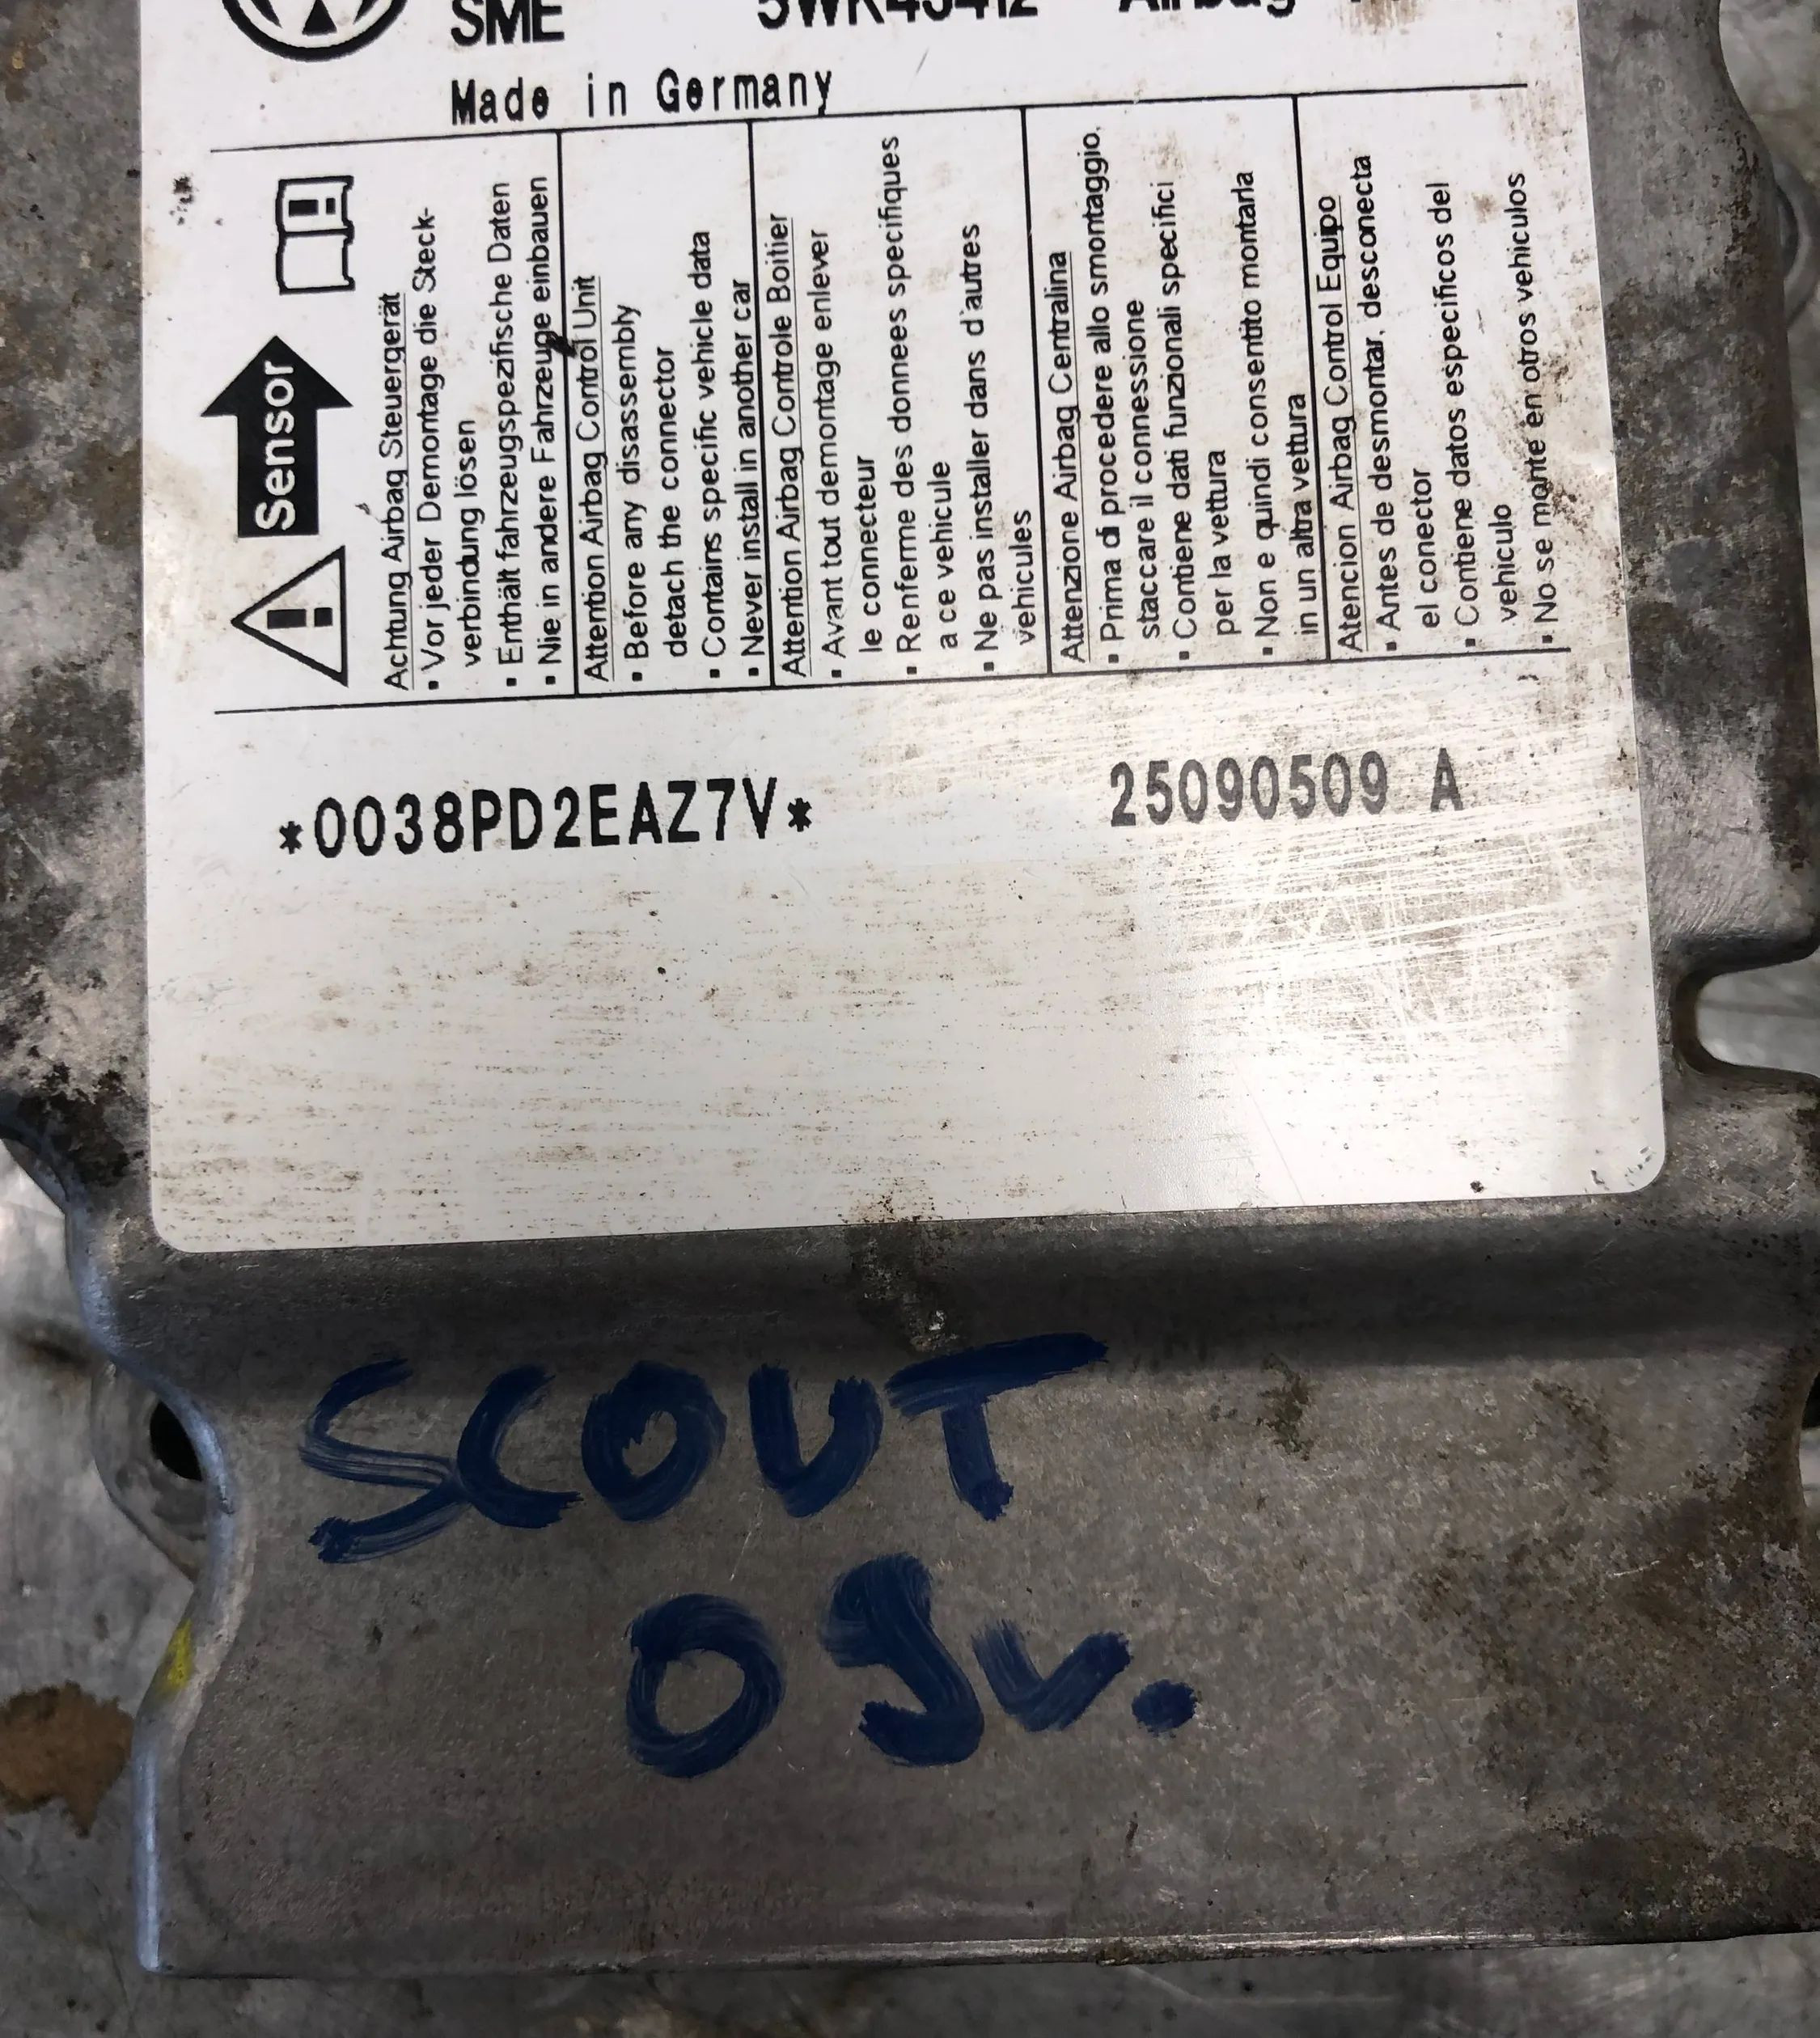 SME
Made in Germany
Sensor
Achtung Airbag Steuergerät
▪ Vor jeder Demontage die Steck-
verbindung lösen
▪ Enthält fahrzeugspezifische Daten
▪ Nie in andere Fahrzeuge einbauen
Attention Airbag Control Unit
▪ Before any disassembly
detach the connector
▪ Contains specific vehicle data
▪ Never install in another car
Attention Airbag Controle Boitier
▪ Avant tout demontage enlever
le connecteur
▪ Renferme des donnees specifiques
a ce vehicule
▪ Ne pas installer dans d'autres
vehicules
Attenzione Airbag Centralina
▪ Prima di procedere allo smontaggio,
staccare il connessione
▪ Contiene dati funzionali specifici
per la vettura
▪ Non e quindi consentito montarla
in un altra vettura
Atencion Airbag Control Equipo
▪ Antes de desmontar, desconecta
el conector
▪ Contiene datos especificos del
vehiculo
▪ No se monte en otros vehiculos
*0038PD2EAZ7V* 25090509 A
SCOUT
09v.